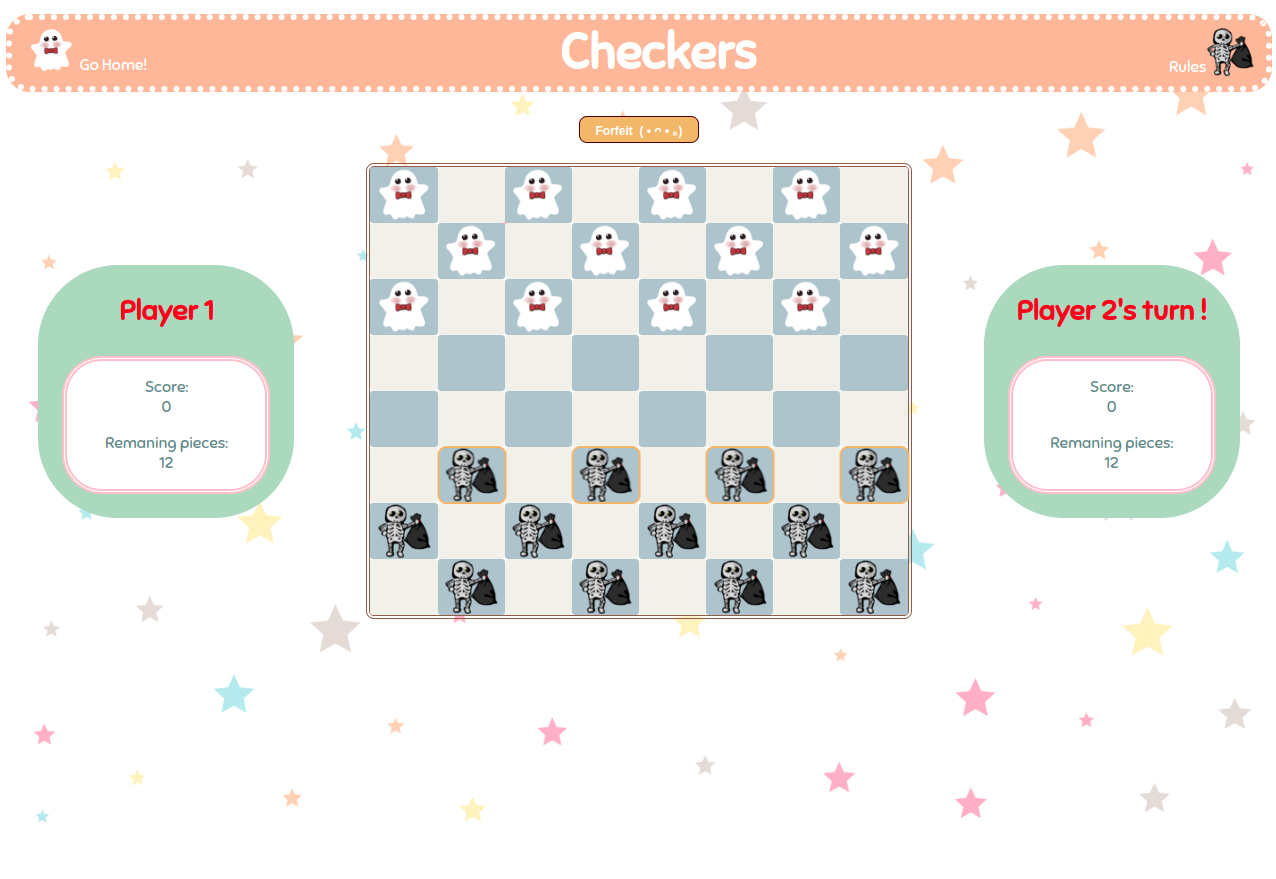 Go Home!
Checkers
Rules
Forfeit ( • ᴖ • ｡)
Player 1
Score:
0
Remaning pieces:
12
Player 2's turn !
Score:
0
Remaning pieces:
12